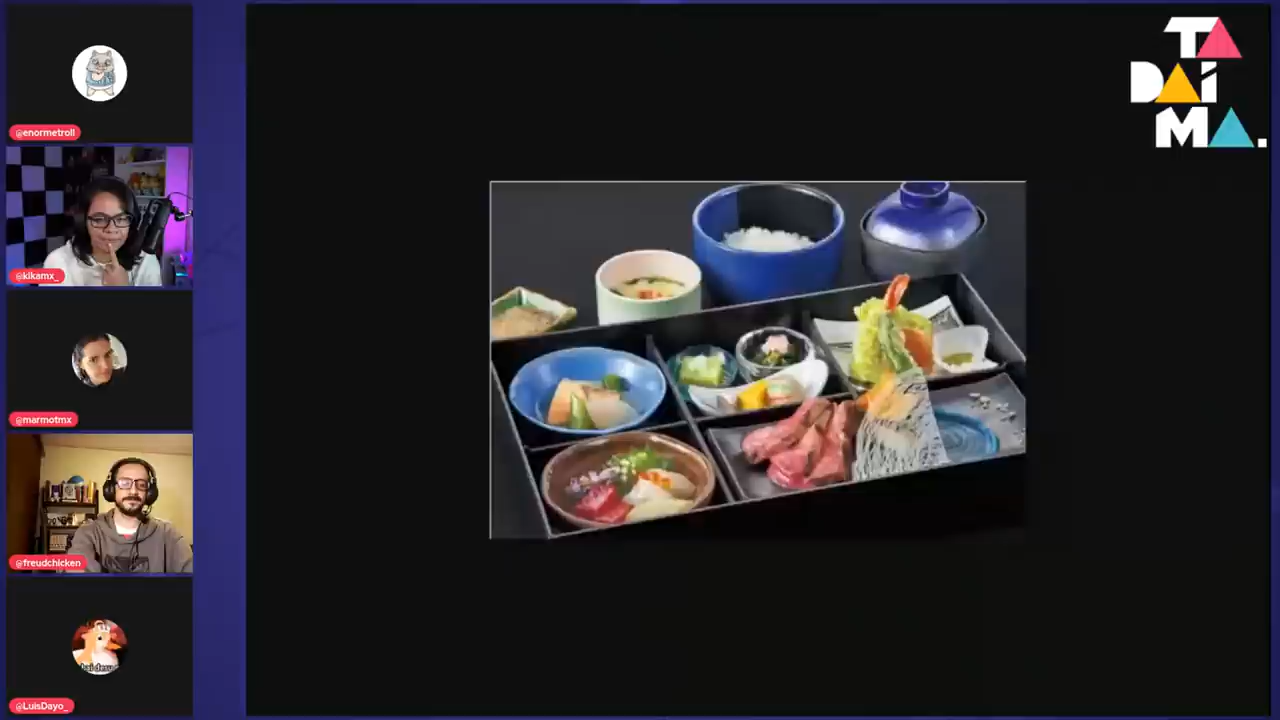 @enormetroll
@kikamx_
@marmotmx
@freudchicken
@LuisDayo_
TA
DAI
MA.